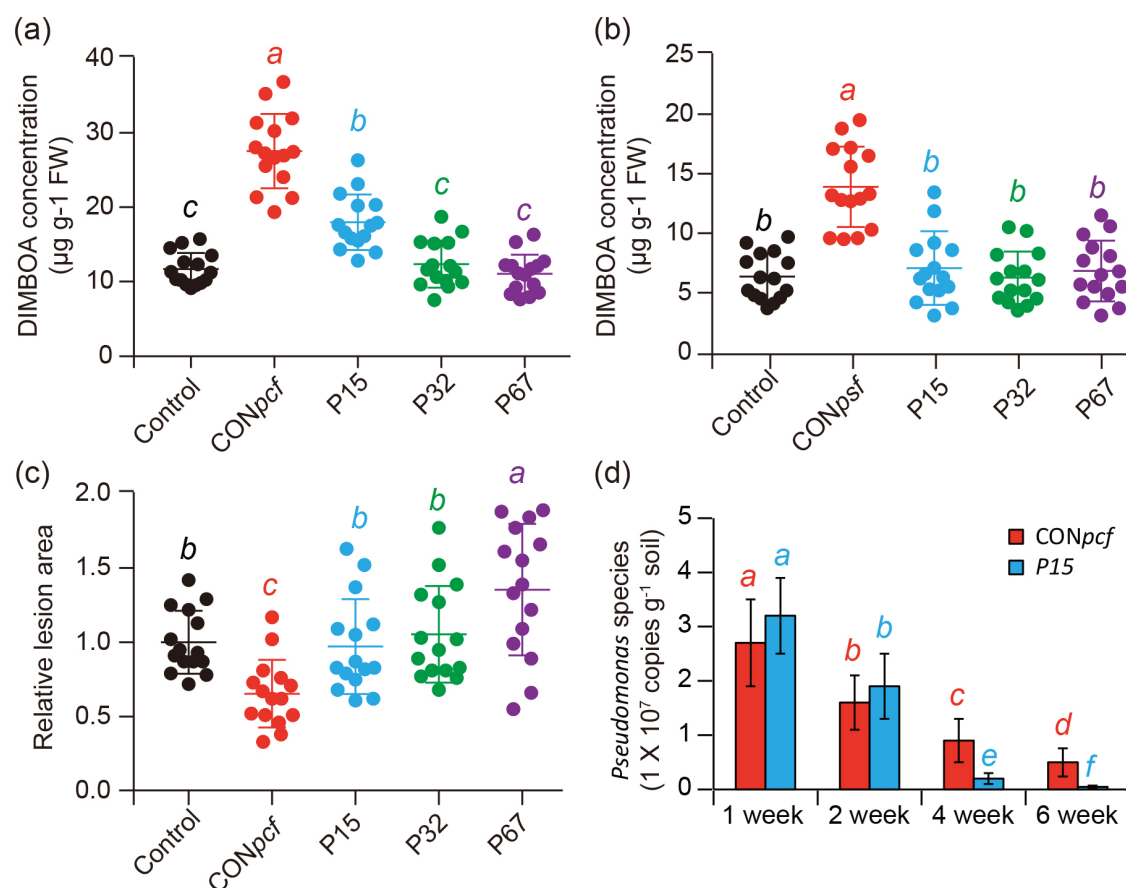 (a)
DIMBOA concentration
(µg g-1 FW)
40
30
20
10
0
c
a
b
c
c
Control
CONpcf
P15
P32
P67
(b)
DIMBOA concentration
(µg g-1 FW)
25
20
15
10
5
0
b
a
b
b
b
Control
CONpsf
P15
P32
P67
(c)
Relative lesion area
2.0
1.5
1.0
0.5
0.0
b
c
b
b
a
Control
CONpcf
P15
P32
P67
(d)
Pseudomonas species
(1 X 10⁷ copies g⁻¹ soil)
5
4
3
2
1
0
CONpcf
P15
a
a
b
b
c
e
d
f
1 week
2 week
4 week
6 week